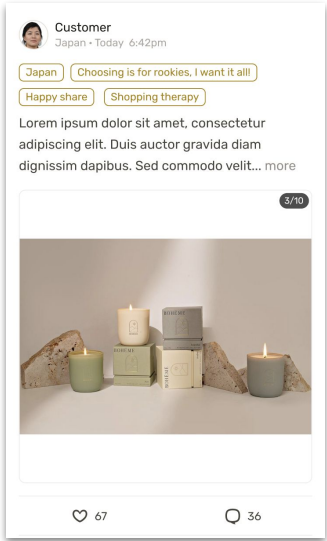 Customer
Japan • Today 6:42pm
Japan
Choosing is for rookies, I want it all!
Happy share
Shopping therapy
Lorem ipsum dolor sit amet, consectetur
adipiscing elit. Duis auctor gravida diam
dignissim dapibus. Sed commodo velit... more
3/10
67
36